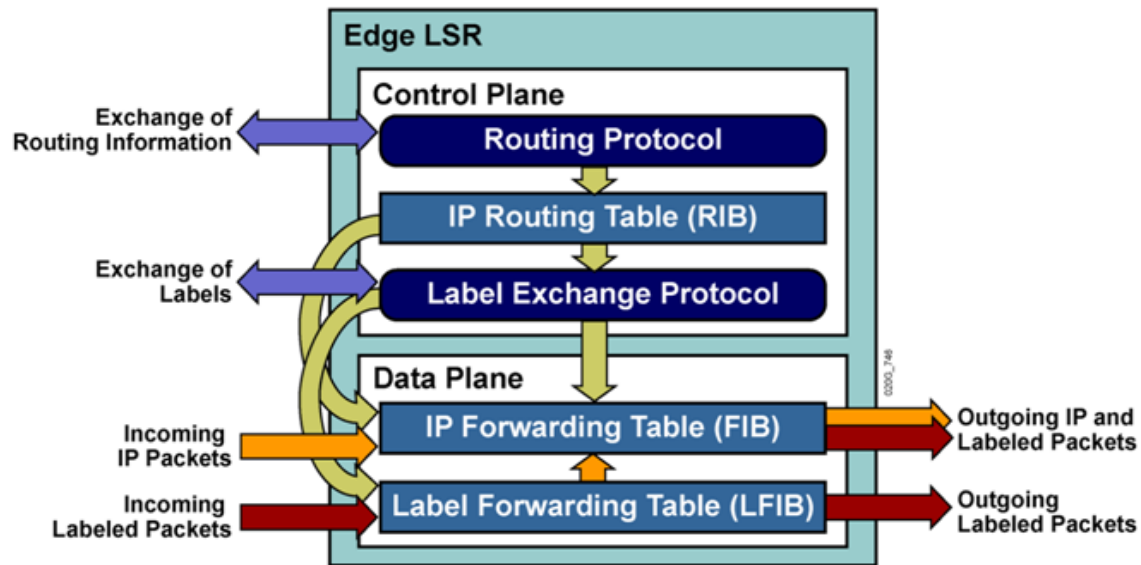 Edge LSR
Control Plane
Exchange of
Routing Information
Routing Protocol
IP Routing Table (RIB)
Exchange of
Labels
Label Exchange Protocol
020G_746
Data Plane
Incoming
IP Packets
IP Forwarding Table (FIB)
Outgoing IP and
Labeled Packets
Incoming
Labeled Packets
Label Forwarding Table (LFIB)
Outgoing
Labeled Packets